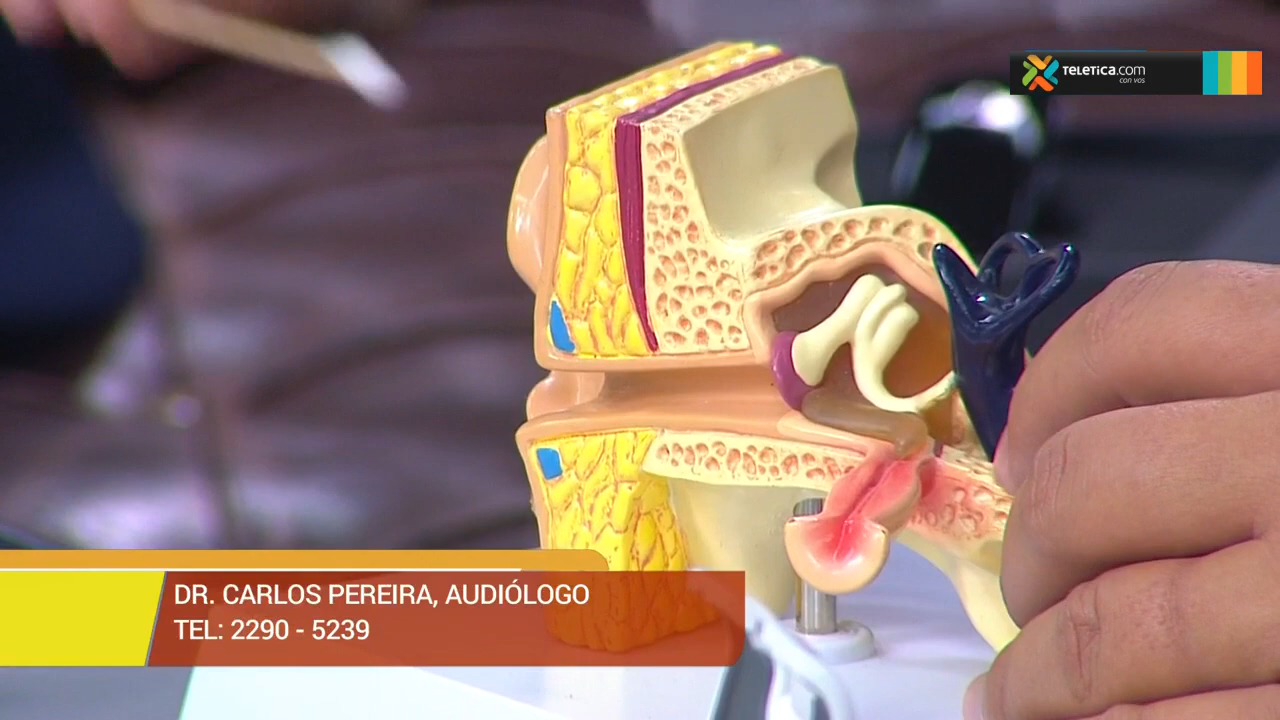 TELETICA.COM
con vos
DR. CARLOS PEREIRA, AUDIÓLOGO
TEL: 2290 - 5239